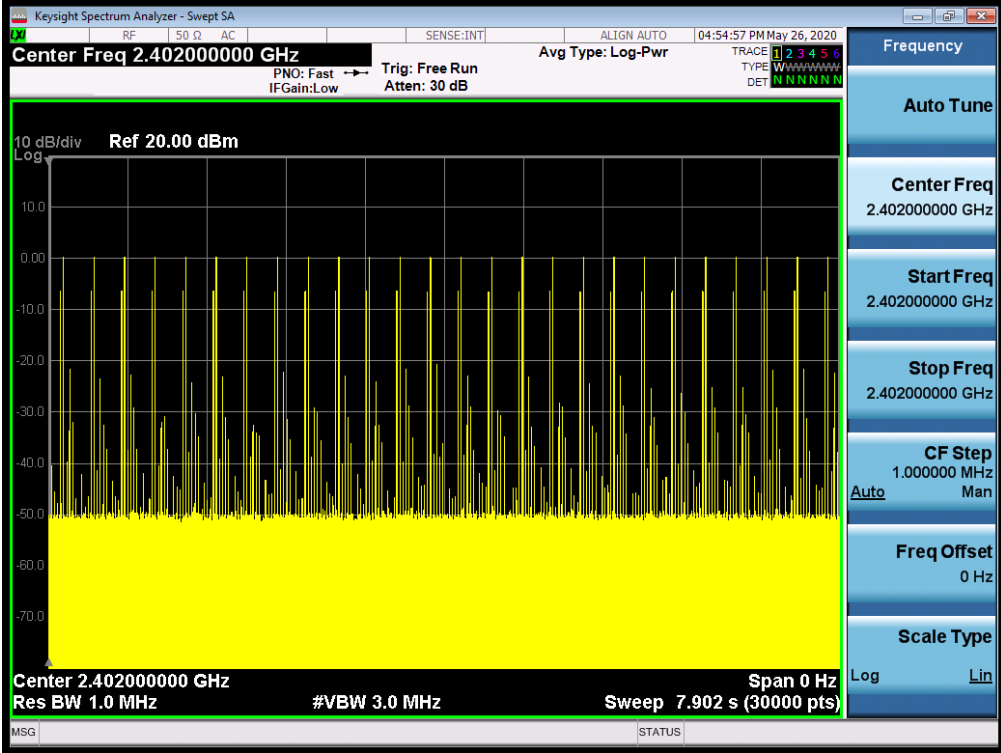 Keysight Spectrum Analyzer - Swept SA
LXI RF 50 Ω AC SENSE:INT ALIGN AUTO 04:54:57 PM May 26, 2020
Center Freq 2.402000000 GHz
PNO: Fast
IFGain:Low
Trig: Free Run
Atten: 30 dB
Avg Type: Log-Pwr
TRACE 1 2 3 4 5 6
TYPE WWWWWW
DET N N N N N N
10 dB/div Ref 20.00 dBm
Log
10.0
0.00
-10.0
-20.0
-30.0
-40.0
-50.0
-60.0
-70.0
Center 2.402000000 GHz Span 0 Hz
Res BW 1.0 MHz #VBW 3.0 MHz Sweep 7.902 s (30000 pts)
MSG STATUS
Frequency
Auto Tune
Center Freq
2.402000000 GHz
Start Freq
2.402000000 GHz
Stop Freq
2.402000000 GHz
CF Step
1.000000 MHz
Auto Man
Freq Offset
0 Hz
Scale Type
Log Lin